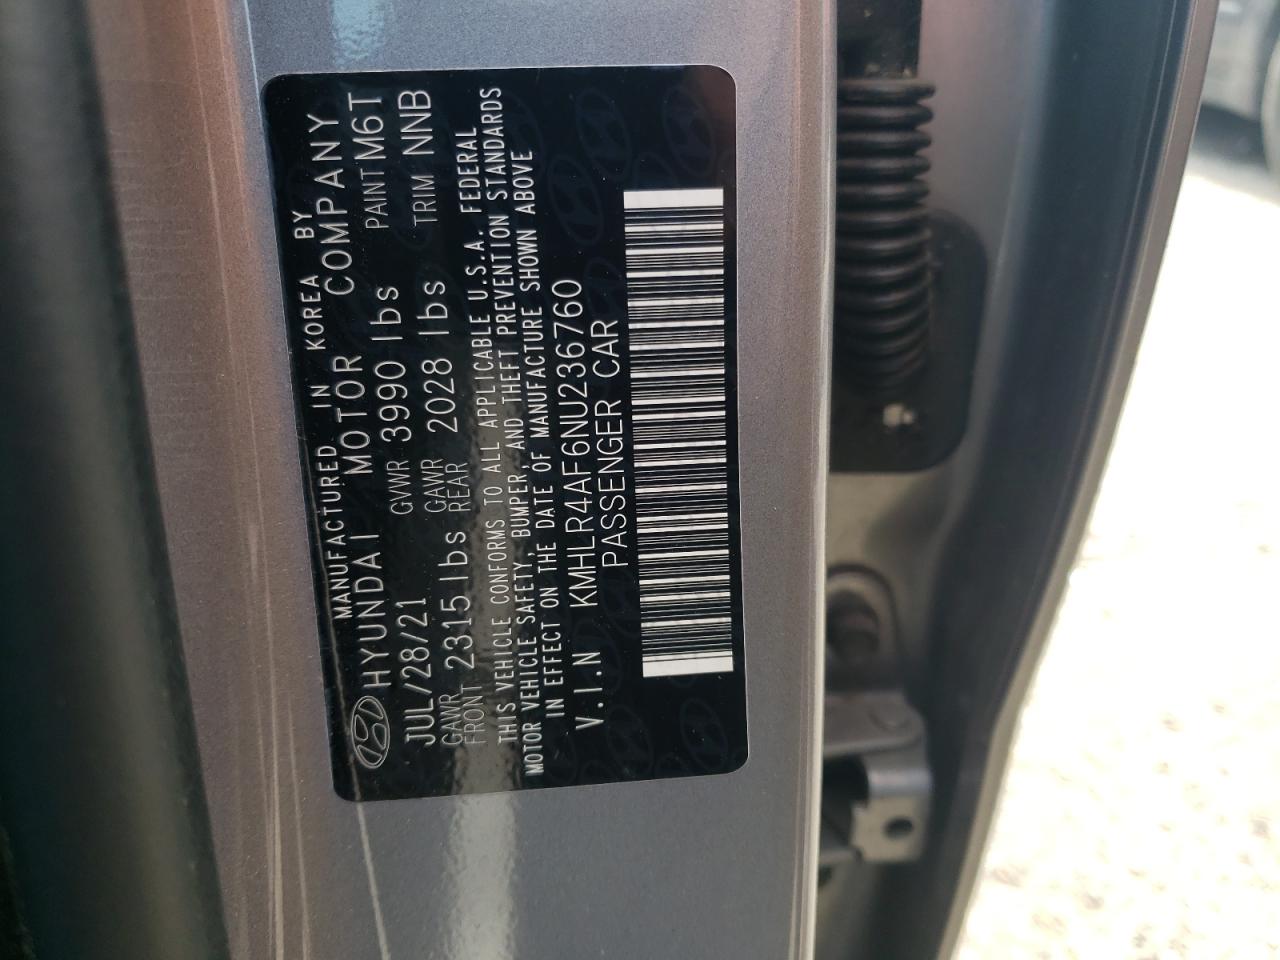 MANUFACTURED IN KOREA BY
HYUNDAI MOTOR COMPANY
JUL/28/21 GVWR 3990 lbs PAINT M6T
GAWR FRONT 2315 lbs GAWR REAR 2028 lbs TRIM NNB
THIS VEHICLE CONFORMS TO ALL APPLICABLE U.S.A. FEDERAL
MOTOR VEHICLE SAFETY, BUMPER, AND THEFT PREVENTION STANDARDS
IN EFFECT ON THE DATE OF MANUFACTURE SHOWN ABOVE
V.I.N KMHLR4AF6NU236760
PASSENGER CAR